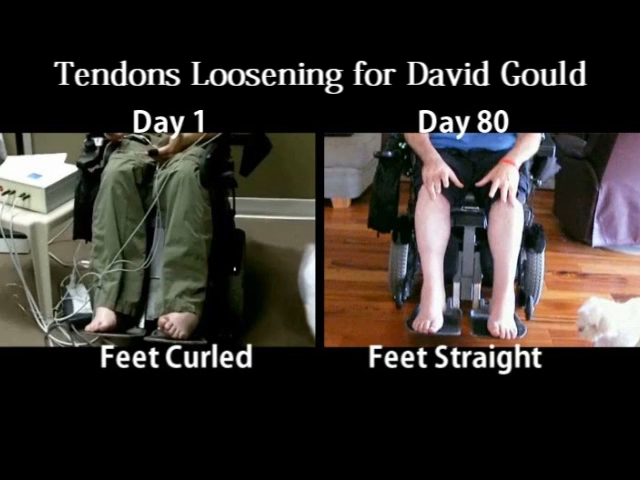 Tendons Loosening for David Gould
Day 1
Day 80
Feet Curled
Feet Straight